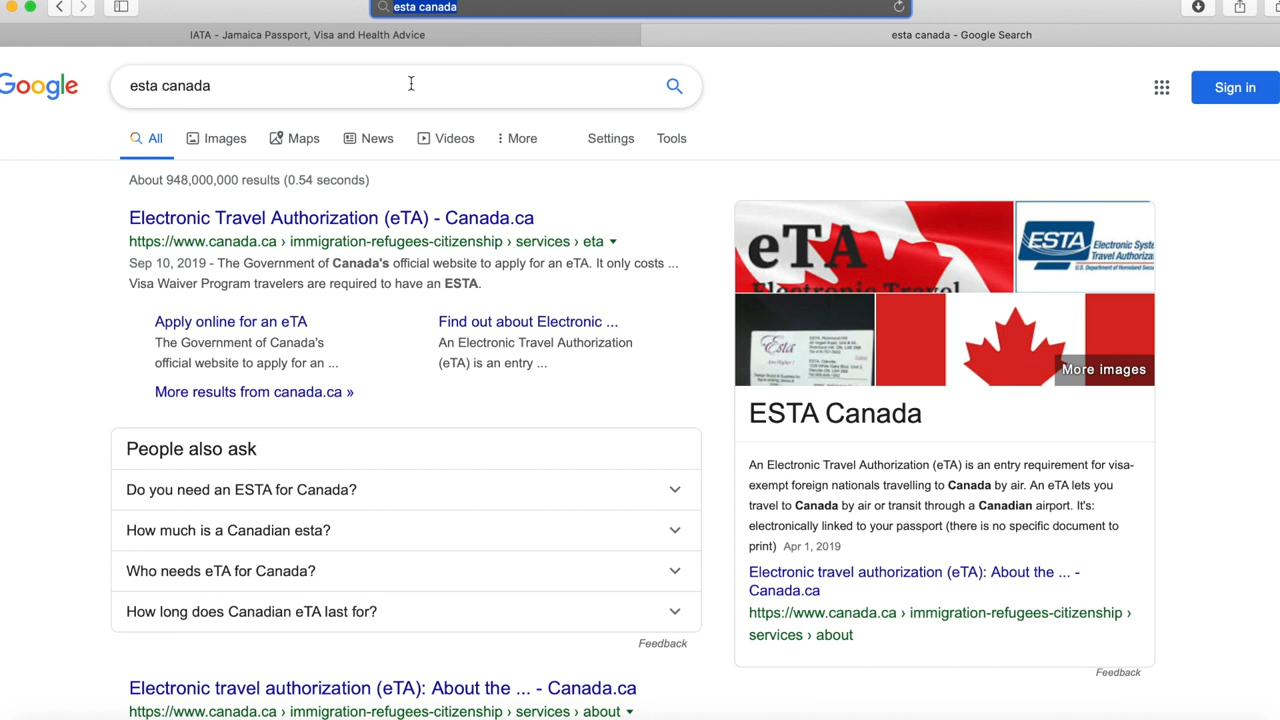 esta canada
IATA - Jamaica Passport, Visa and Health Advice
esta canada - Google Search
Google
esta canada
Sign in
All
Images
Maps
News
Videos
More
Settings
Tools
About 948,000,000 results (0.54 seconds)
Electronic Travel Authorization (eTA) - Canada.ca
https://www.canada.ca › immigration-refugees-citizenship › services › eta
Sep 10, 2019 - The Government of Canada's official website to apply for an eTA. It only costs ...
Visa Waiver Program travelers are required to have an ESTA.
Apply online for an eTA
The Government of Canada's
official website to apply for an ...
Find out about Electronic ...
An Electronic Travel Authorization
(eTA) is an entry ...
More results from canada.ca »
People also ask
Do you need an ESTA for Canada?
How much is a Canadian esta?
Who needs eTA for Canada?
How long does Canadian eTA last for?
Feedback
Electronic travel authorization (eTA): About the ... - Canada.ca
https://www.canada.ca › immigration-refugees-citizenship › services › about
eTA
Electronic Travel
ESTA
Electronic Syste
Travel Authoriza
U.S. Department of Homeland Secu
Esta
More images
ESTA Canada
An Electronic Travel Authorization (eTA) is an entry requirement for visa-
exempt foreign nationals travelling to Canada by air. An eTA lets you
travel to Canada by air or transit through a Canadian airport. It's:
electronically linked to your passport (there is no specific document to
print) Apr 1, 2019
Electronic travel authorization (eTA): About the ... -
Canada.ca
https://www.canada.ca › immigration-refugees-citizenship ›
services › about
Feedback